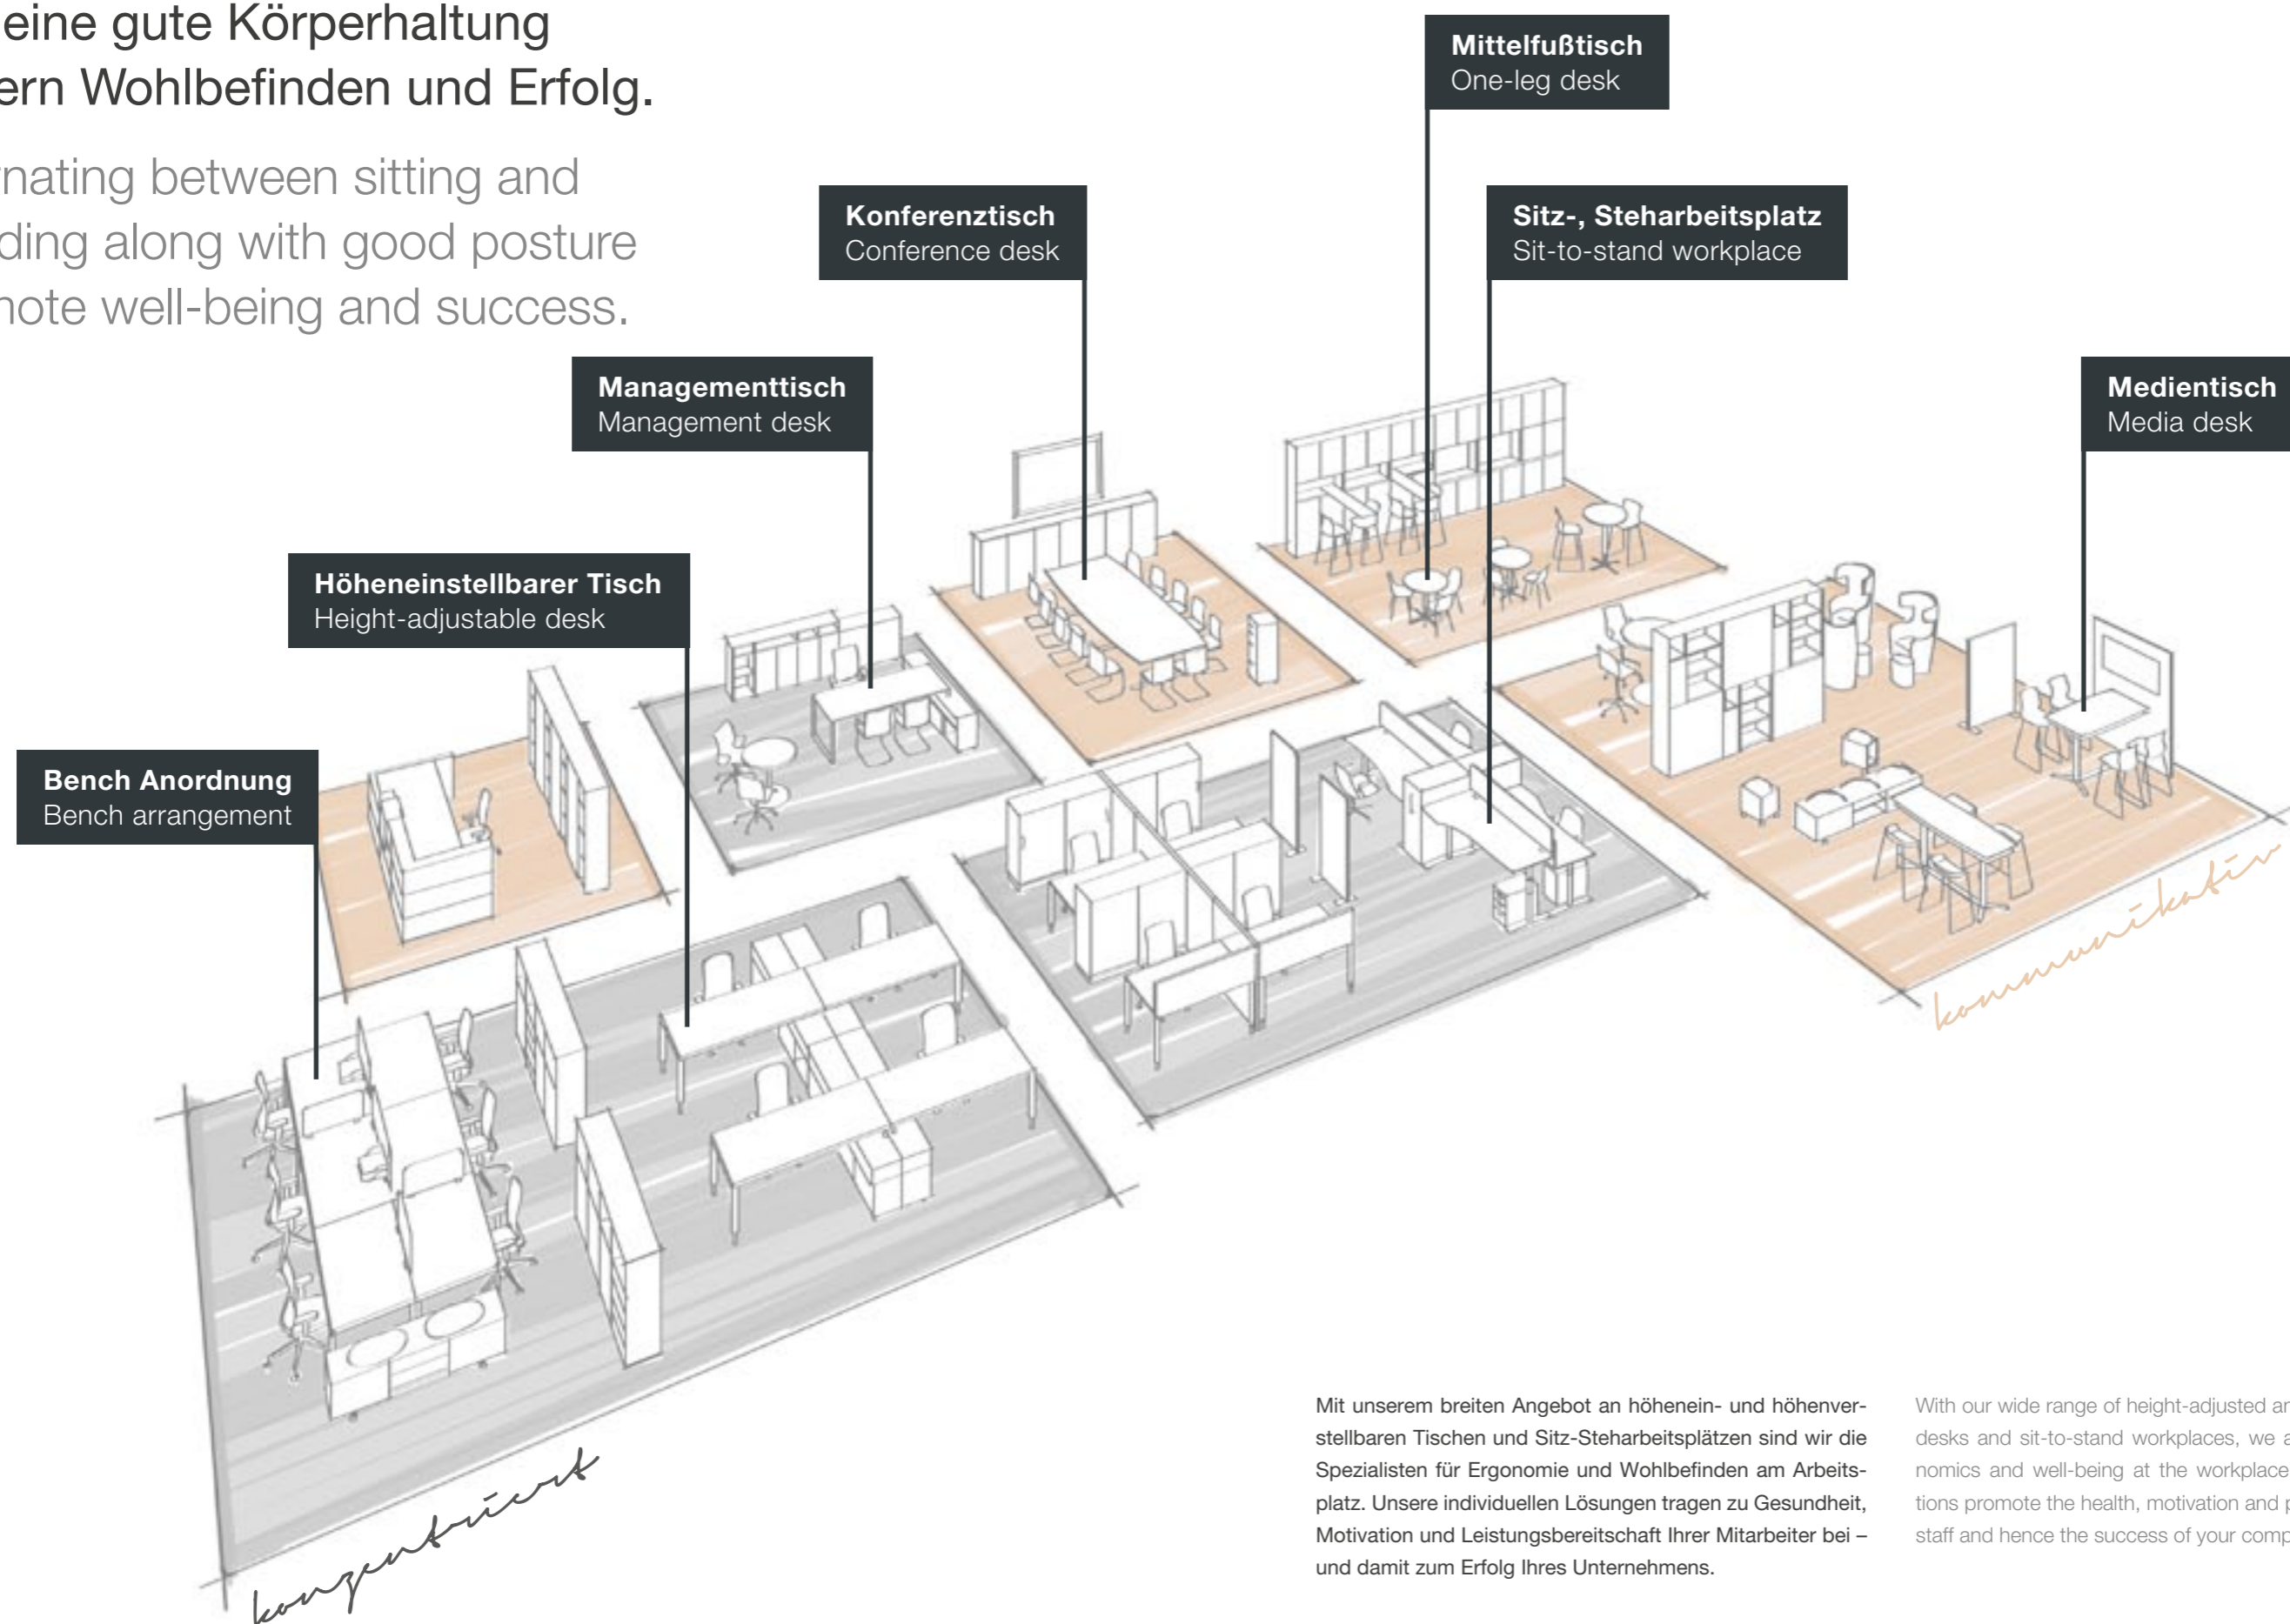 eine gute Körperhaltung
ern Wohlbefinden und Erfolg.
nating between sitting and
ding along with good posture
note well-being and success.
Mittelfußtisch
One-leg desk
Konferenztisch
Conference desk
Sitz-, Steharbeitsplatz
Sit-to-stand workplace
Managementtisch
Management desk
Medientisch
Media desk
Höheneinstellbarer Tisch
Height-adjustable desk
Bench Anordnung
Bench arrangement
kommunikativ
konzentriert
Mit unserem breiten Angebot an höhenein- und höhenver-
stellbaren Tischen und Sitz-Steharbeitsplätzen sind wir die
Spezialisten für Ergonomie und Wohlbefinden am Arbeits-
platz. Unsere individuellen Lösungen tragen zu Gesundheit,
Motivation und Leistungsbereitschaft Ihrer Mitarbeiter bei –
und damit zum Erfolg Ihres Unternehmens.
With our wide range of height-adjusted
desks and sit-to-stand workplaces, we
nomics and well-being at the workplace
tions promote the health, motivation and
staff and hence the success of your comp